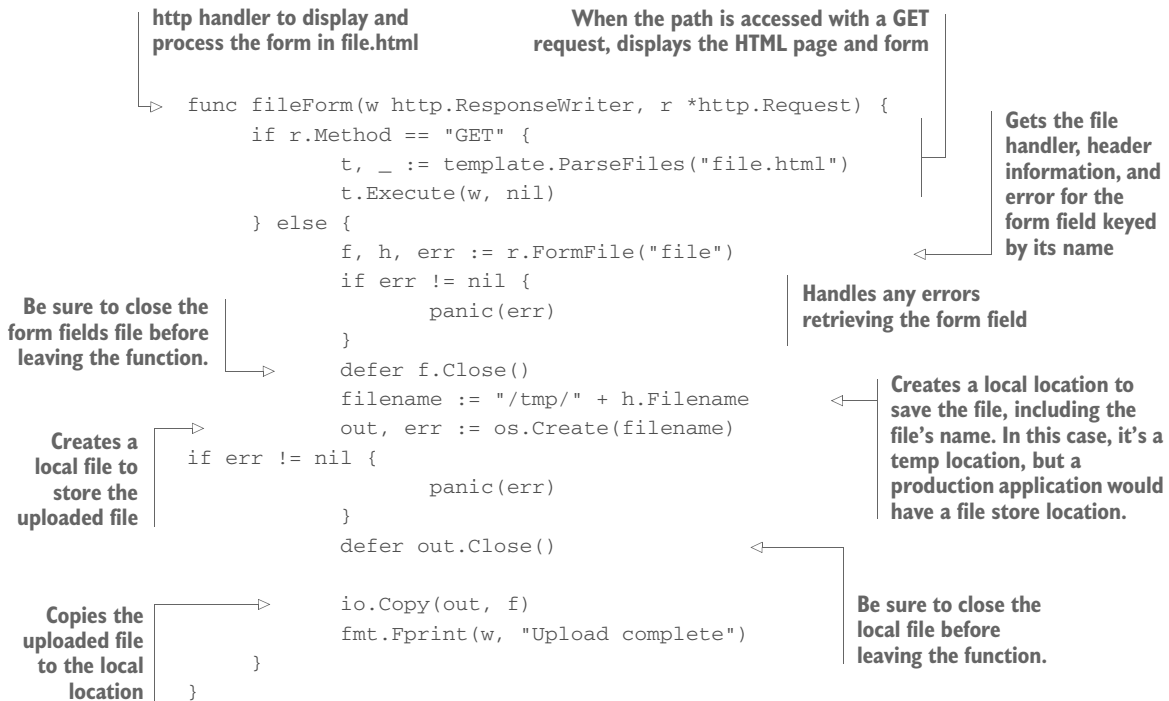 http handler to display and
process the form in file.html
When the path is accessed with a GET
request, displays the HTML page and form
func fileForm(w http.ResponseWriter, r *http.Request) {
if r.Method == "GET" {
t, _ := template.ParseFiles("file.html")
t.Execute(w, nil)
} else {
f, h, err := r.FormFile("file")
Gets the file
handler, header
information, and
error for the
form field keyed
by its name
if err != nil {
panic(err)
}
Handles any errors
retrieving the form field
Be sure to close the
form fields file before
leaving the function.
defer f.Close()
filename := "/tmp/" + h.Filename
Creates a local location to
save the file, including the
file's name. In this case, it's a
temp location, but a
production application would
have a file store location.
out, err := os.Create(filename)
Creates a
local file to
store the
uploaded file
if err != nil {
panic(err)
}
defer out.Close()
Be sure to close the
local file before
leaving the function.
Copies the
uploaded file
to the local
location
io.Copy(out, f)
fmt.Fprint(w, "Upload complete")
}
}